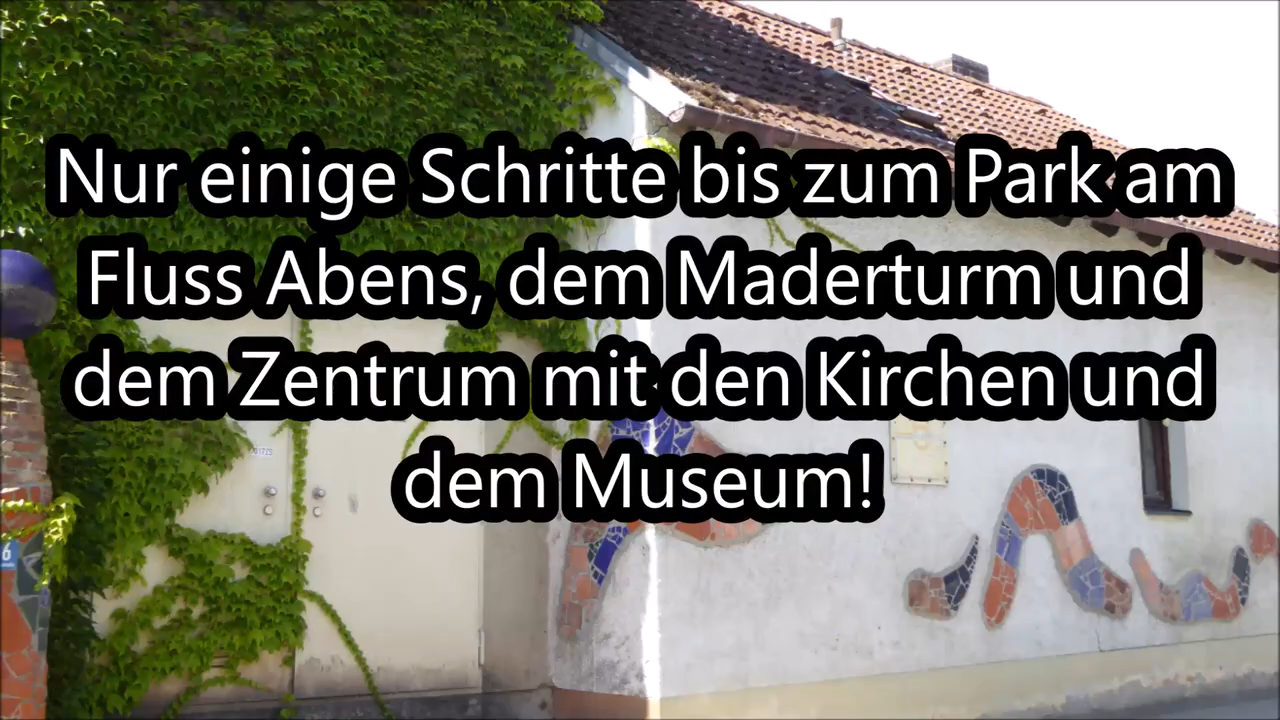 Nur einige Schritte bis zum Park am
Fluss Abens, dem Maderturm und
dem Zentrum mit den Kirchen und
dem Museum!
6